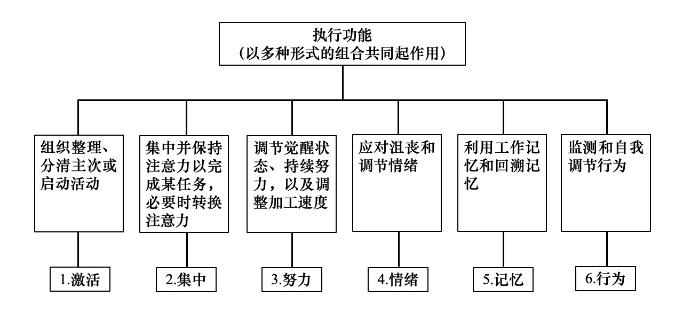 执行功能
（以多种形式的组合共同起作用）
组织整理、
分清主次或
启动活动
集中并保持
注意力以完
成某任务，
必要时转换
注意力
调节觉醒状
态、持续努
力，以及调
整加工速度
应对沮丧和
调节情绪
利用工作记
忆和回溯记
忆
监测和自我
调节行为
1.激活
2.集中
3.努力
4.情绪
5.记忆
6.行为